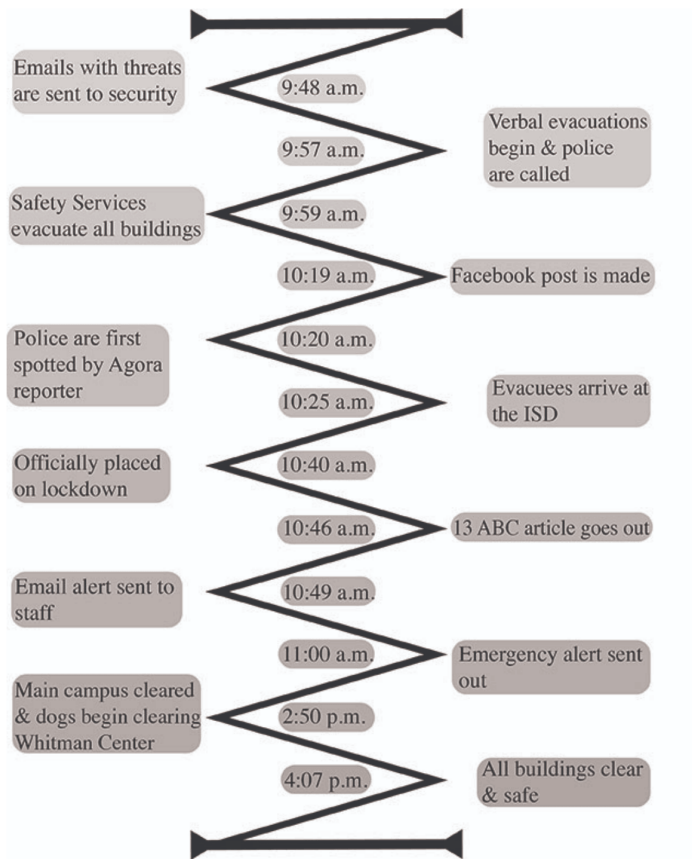 Emails with threats
are sent to security
9:48 a.m.
9:57 a.m.
Verbal evacuations
begin & police
are called
Safety Services
evacuate all buildings
9:59 a.m.
10:19 a.m.
Facebook post is made
Police are first
spotted by Agora
reporter
10:20 a.m.
10:25 a.m.
Evacuees arrive at
the ISD
Officially placed
on lockdown
10:40 a.m.
10:46 a.m.
13 ABC article goes out
Email alert sent to
staff
10:49 a.m.
11:00 a.m.
Emergency alert sent
out
Main campus cleared
& dogs begin clearing
Whitman Center
2:50 p.m.
4:07 p.m.
All buildings clear
& safe